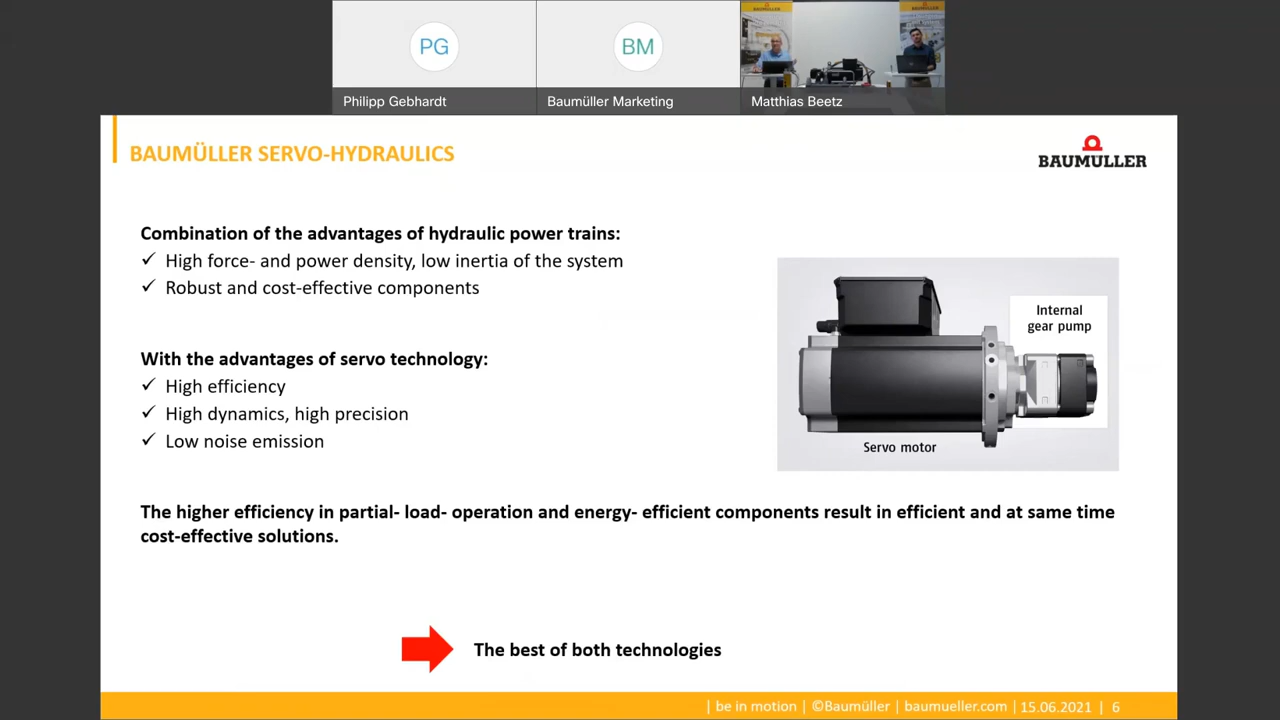 PG
BM
BAUMÜLLER
Philipp Gebhardt
Baumüller Marketing
Matthias Beetz
BAUMÜLLER SERVO-HYDRAULICS
BAUMÜLLER
Combination of the advantages of hydraulic power trains:
✓ High force- and power density, low inertia of the system
✓ Robust and cost-effective components
Internal
gear pump
With the advantages of servo technology:
✓ High efficiency
✓ High dynamics, high precision
✓ Low noise emission
Servo motor
The higher efficiency in partial- load- operation and energy- efficient components result in efficient and at same time
cost-effective solutions.
The best of both technologies
| be in motion | ©Baumüller | baumueller.com | 15.06.2021 | 6